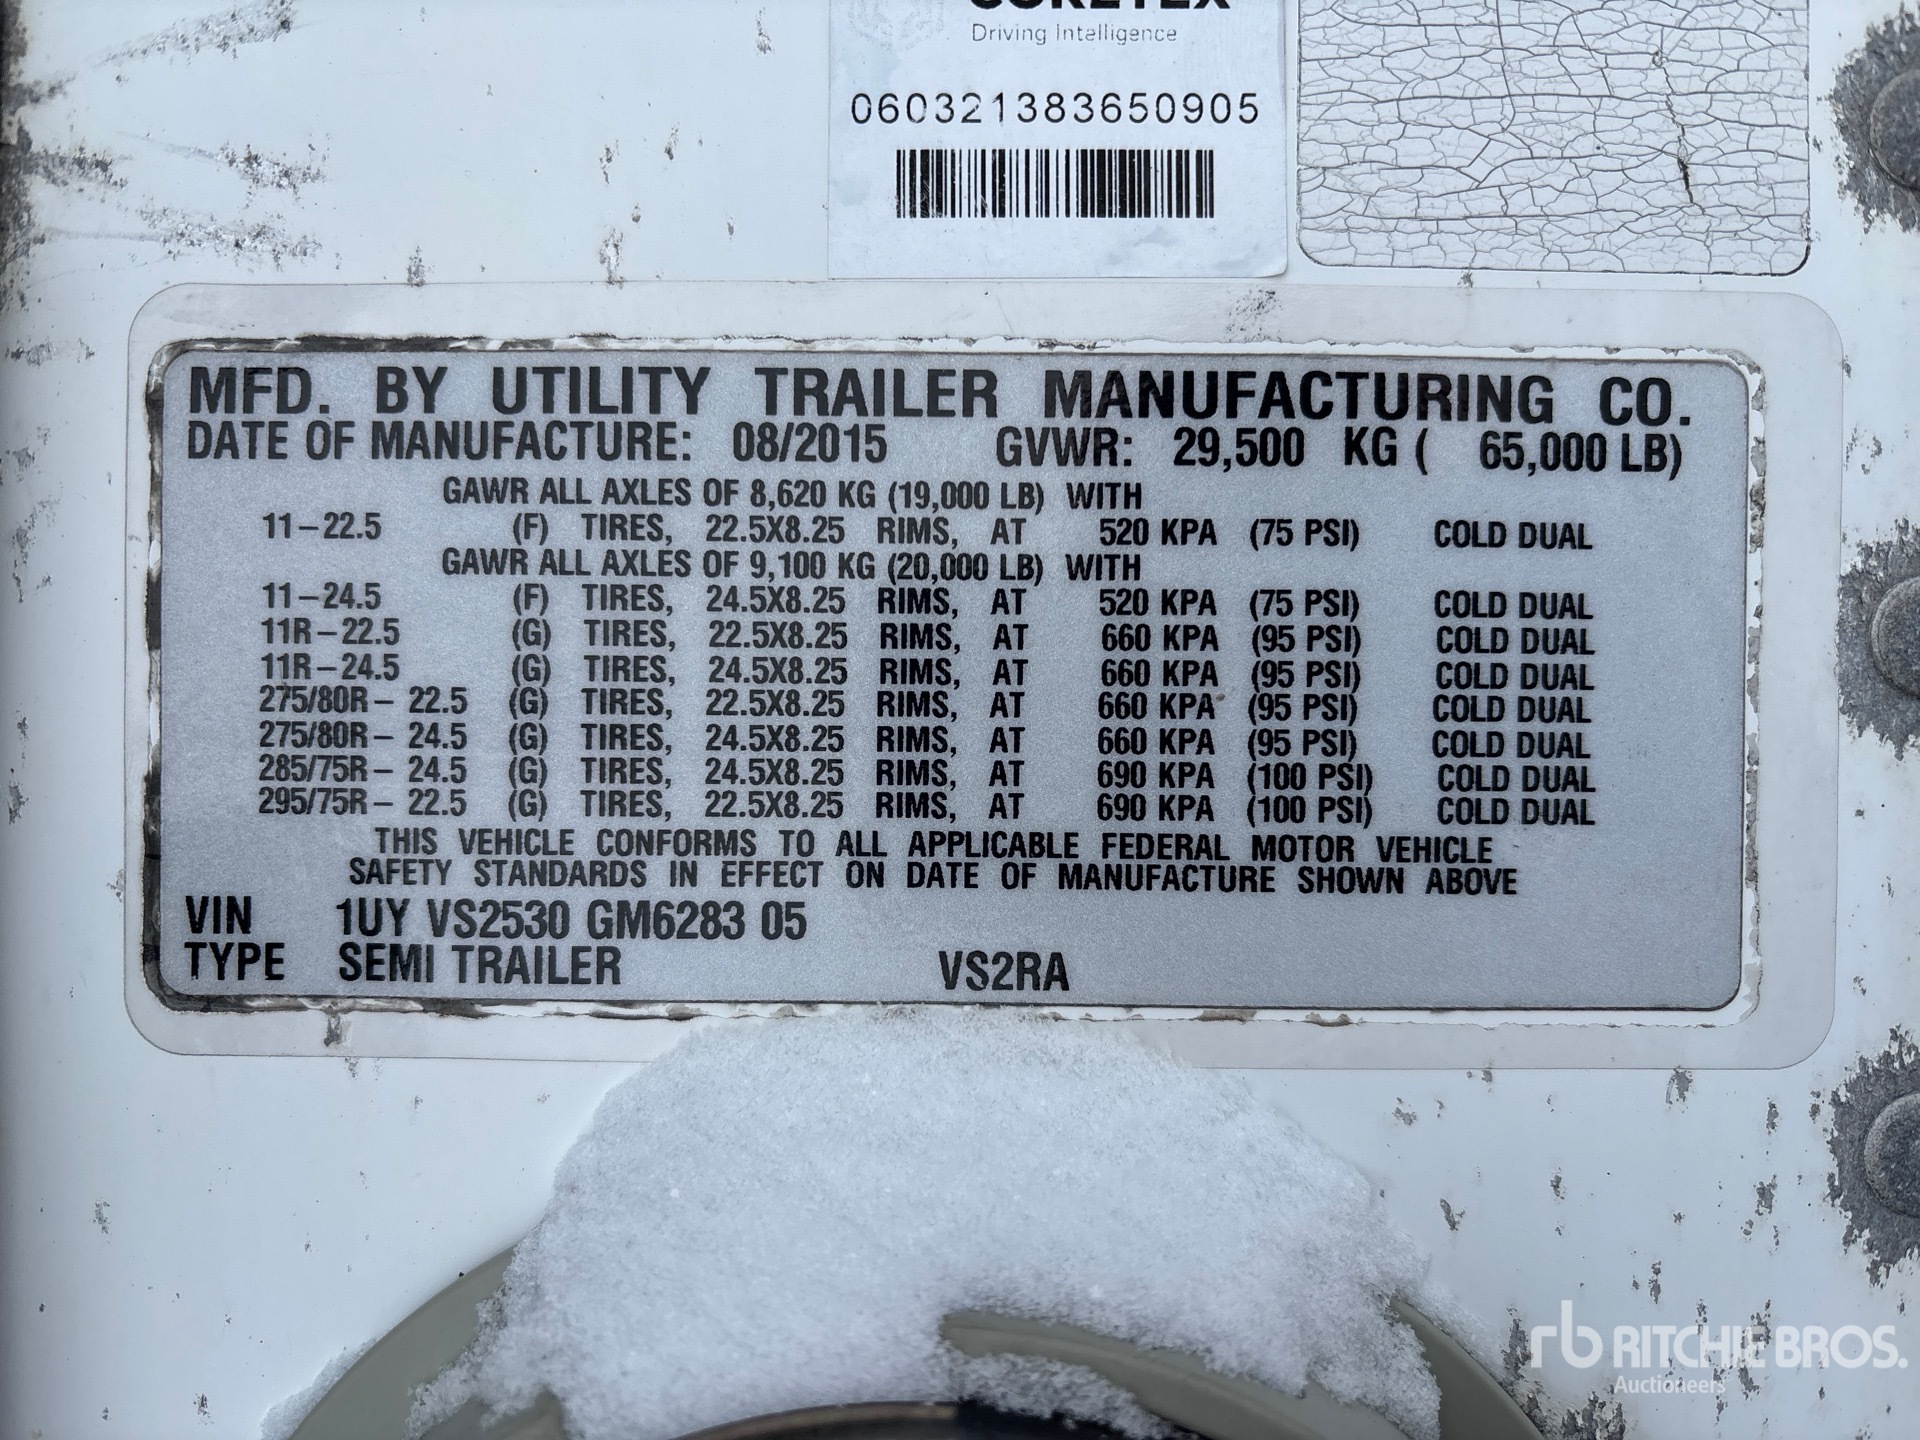 CORETEX
Driving Intelligence
060321383650905
MFD. BY UTILITY TRAILER MANUFACTURING CO.
DATE OF MANUFACTURE: 08/2015 GVWR: 29,500 KG ( 65,000 LB)
GAWR ALL AXLES OF 8,620 KG (19,000 LB) WITH
11-22.5 (F) TIRES, 22.5X8.25 RIMS, AT 520 KPA (75 PSI) COLD DUAL
GAWR ALL AXLES OF 9,100 KG (20,000 LB) WITH
11-24.5 (F) TIRES, 24.5X8.25 RIMS, AT 520 KPA (75 PSI) COLD DUAL
11R-22.5 (G) TIRES, 22.5X8.25 RIMS, AT 660 KPA (95 PSI) COLD DUAL
11R-24.5 (G) TIRES, 24.5X8.25 RIMS, AT 660 KPA (95 PSI) COLD DUAL
275/80R- 22.5 (G) TIRES, 22.5X8.25 RIMS, AT 660 KPA (95 PSI) COLD DUAL
275/80R- 24.5 (G) TIRES, 24.5X8.25 RIMS, AT 660 KPA (95 PSI) COLD DUAL
285/75R- 24.5 (G) TIRES, 24.5X8.25 RIMS, AT 690 KPA (100 PSI) COLD DUAL
295/75R- 22.5 (G) TIRES, 22.5X8.25 RIMS, AT 690 KPA (100 PSI) COLD DUAL
THIS VEHICLE CONFORMS TO ALL APPLICABLE FEDERAL MOTOR VEHICLE
SAFETY STANDARDS IN EFFECT ON DATE OF MANUFACTURE SHOWN ABOVE
VIN 1UY VS2530 GM6283 05
TYPE SEMI TRAILER VS2RA
rb RITCHIE BROS.
Auctioneers